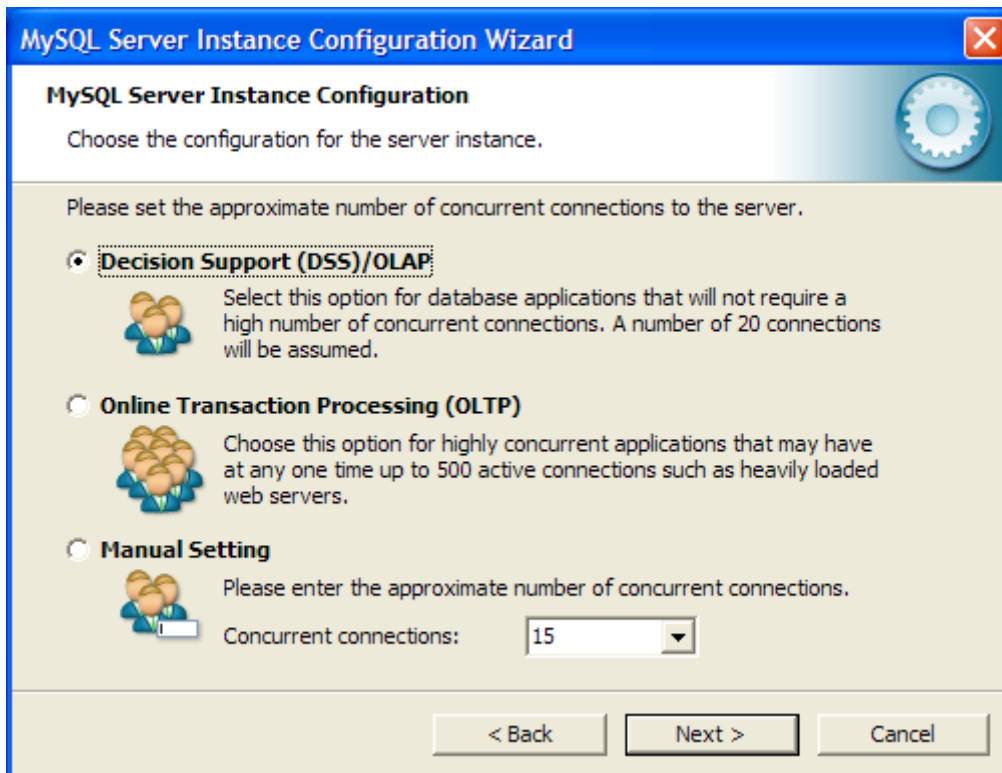 MySQL Server Instance Configuration Wizard
MySQL Server Instance Configuration
Choose the configuration for the server instance.
Please set the approximate number of concurrent connections to the server.
Decision Support (DSS)/OLAP
Select this option for database applications that will not require a
high number of concurrent connections. A number of 20 connections
will be assumed.
Online Transaction Processing (OLTP)
Choose this option for highly concurrent applications that may have
at any one time up to 500 active connections such as heavily loaded
web servers.
Manual Setting
Please enter the approximate number of concurrent connections.
Concurrent connections: 15
< Back Next > Cancel